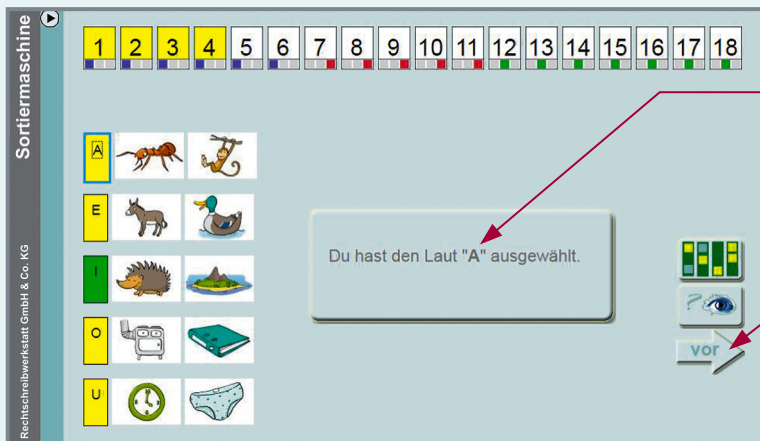 Sortiermaschine
Rechtschreibwerkstatt GmbH & Co. KG
1 2 3 4 5 6 7 8 9 10 11 12 13 14 15 16 17 18
A
E
I
O
U
Du hast den Laut "A" ausgewählt.
?
vor